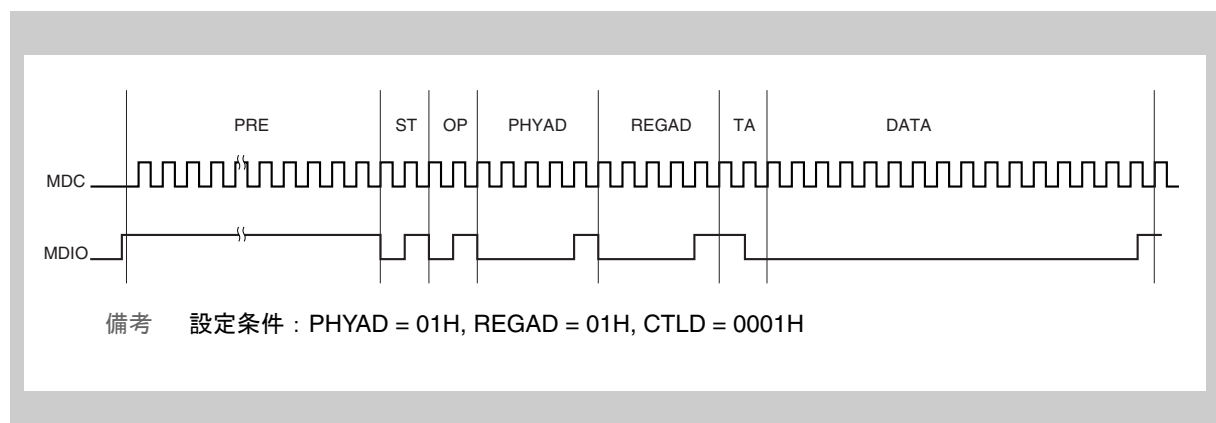 PRE ST OP PHYAD REGAD TA DATA
MDC
MDIO
備考 設定条件：PHYAD = 01H, REGAD = 01H, CTLD = 0001H